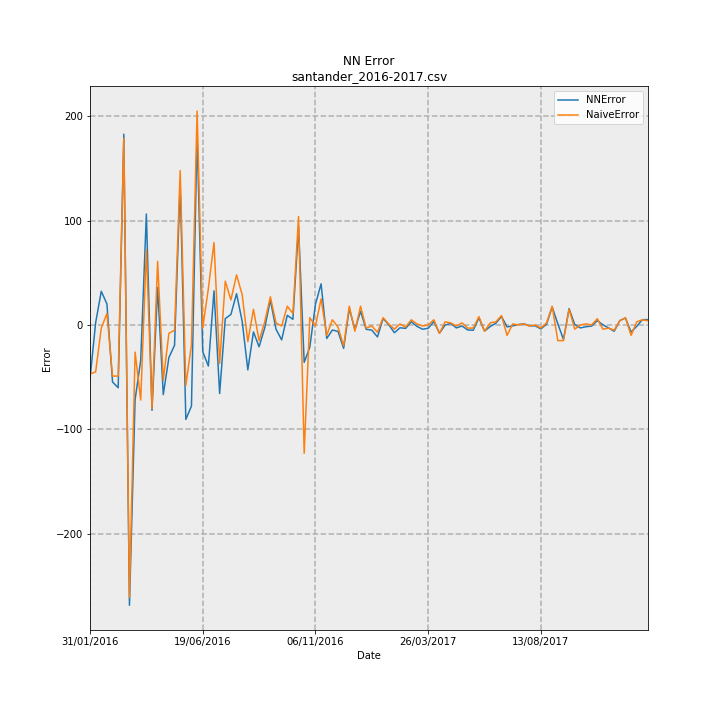 NN Error
santander_2016-2017.csv
NNError
NaiveError
200
100
0
−100
−200
Error
31/01/2016 19/06/2016 06/11/2016 26/03/2017 13/08/2017
Date